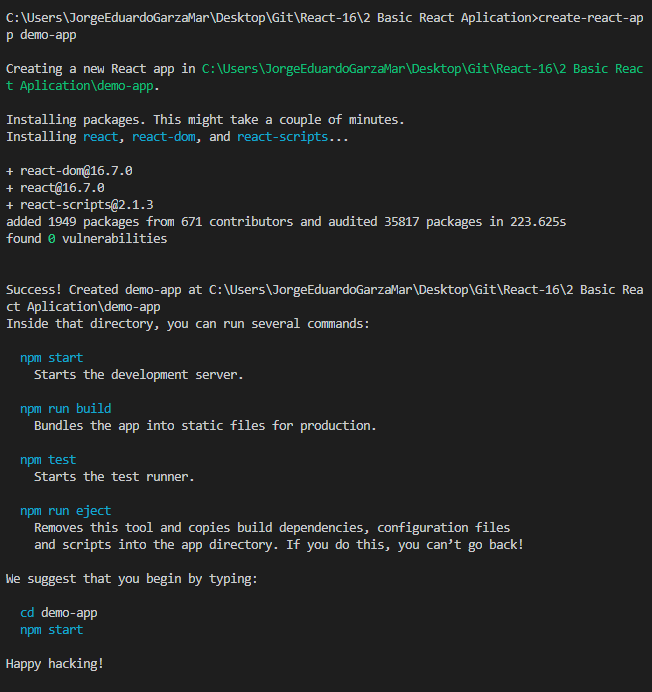 C:\Users\JorgeEduardoGarzaMar\Desktop\Git\React-16\2 Basic React Aplication>create-react-ap
p demo-app
Creating a new React app in C:\Users\JorgeEduardoGarzaMar\Desktop\Git\React-16\2 Basic Reac
t Aplication\demo-app.
Installing packages. This might take a couple of minutes.
Installing react, react-dom, and react-scripts...
+ react-dom@16.7.0
+ react@16.7.0
+ react-scripts@2.1.3
added 1949 packages from 671 contributors and audited 35817 packages in 223.625s
found 0 vulnerabilities
Success! Created demo-app at C:\Users\JorgeEduardoGarzaMar\Desktop\Git\React-16\2 Basic Rea
ct Aplication\demo-app
Inside that directory, you can run several commands:
npm start
Starts the development server.
npm run build
Bundles the app into static files for production.
npm test
Starts the test runner.
npm run eject
Removes this tool and copies build dependencies, configuration files
and scripts into the app directory. If you do this, you can’t go back!
We suggest that you begin by typing:
cd demo-app
npm start
Happy hacking!